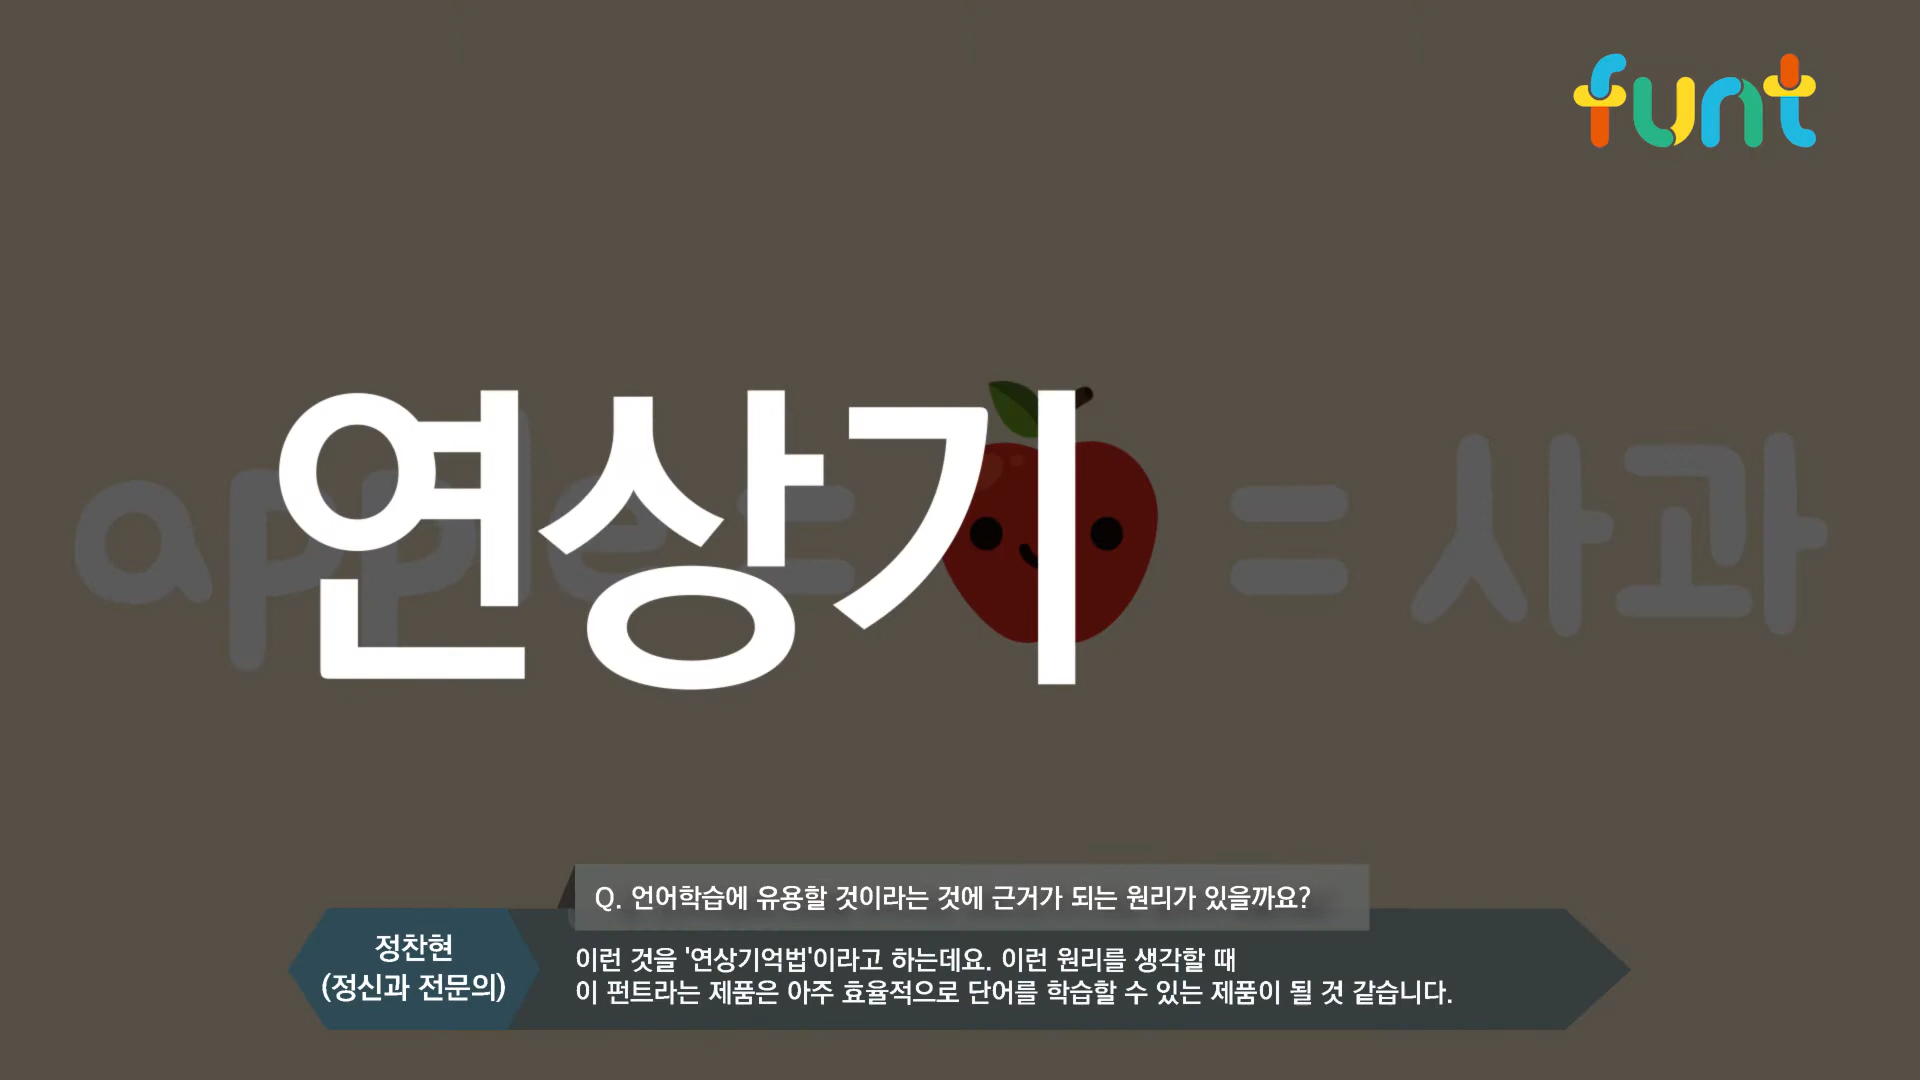 funt
apple = = 사과
연상기
Q. 언어학습에 유용할 것이라는 것에 근거가 되는 원리가 있을까요?
정찬현
(정신과 전문의)
이런 것을 '연상기억법'이라고 하는데요. 이런 원리를 생각할 때
이 펀트라는 제품은 아주 효율적으로 단어를 학습할 수 있는 제품이 될 것 같습니다.